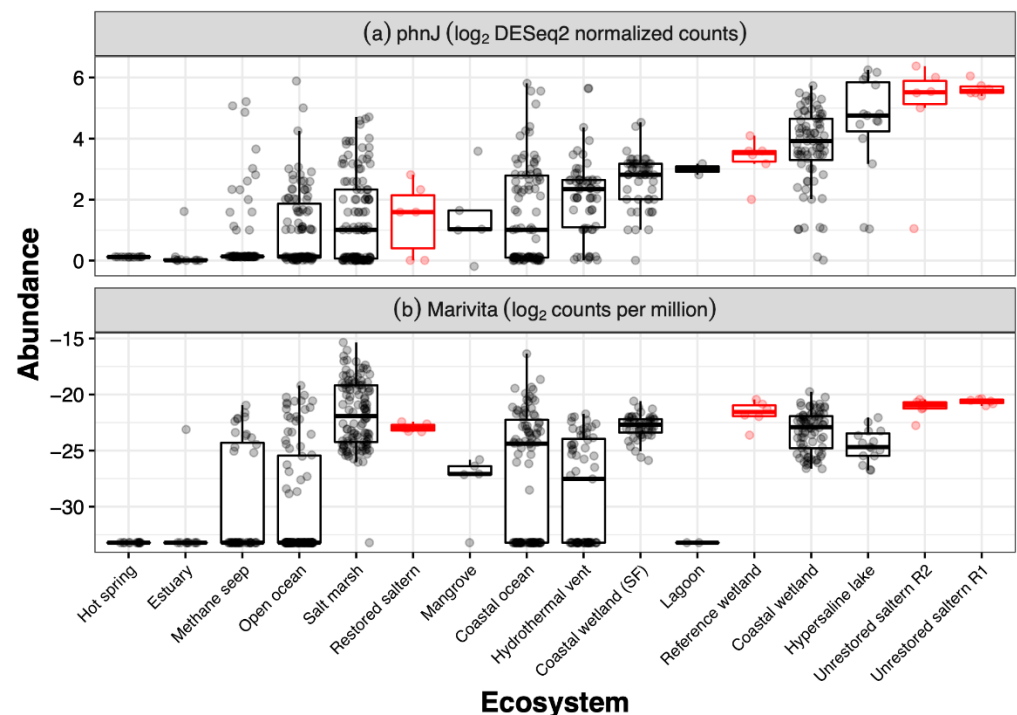 (a) phnJ (log₂ DESeq2 normalized counts)
6
4
2
0
Abundance
(b) Marivita (log₂ counts per million)
−15
−20
−25
−30
Hot spring
Estuary
Methane seep
Open ocean
Salt marsh
Restored saltern
Mangrove
Coastal ocean
Hydrothermal vent
Coastal wetland (SF)
Lagoon
Reference wetland
Coastal wetland
Hypersaline lake
Unrestored saltern R2
Unrestored saltern R1
Ecosystem